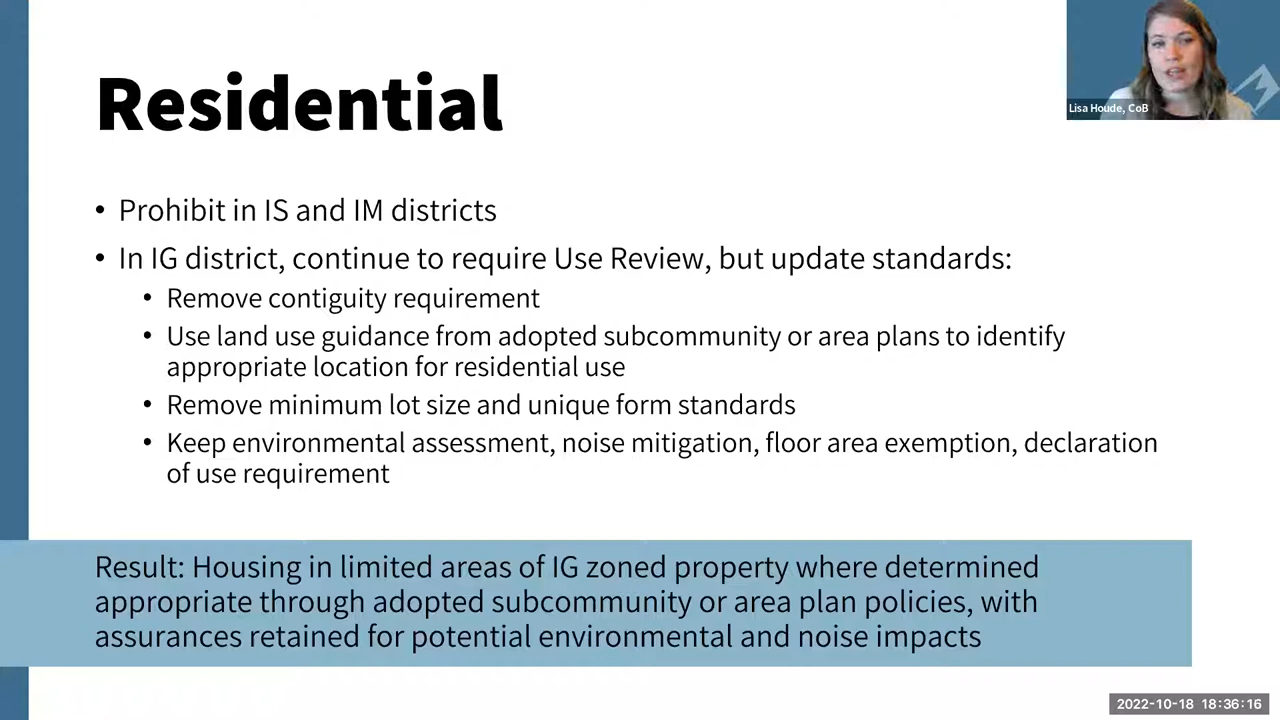 Residential
Lisa Houde, CoB
• Prohibit in IS and IM districts
• In IG district, continue to require Use Review, but update standards:
• Remove contiguity requirement
• Use land use guidance from adopted subcommunity or area plans to identify
appropriate location for residential use
• Remove minimum lot size and unique form standards
• Keep environmental assessment, noise mitigation, floor area exemption, declaration
of use requirement
Result: Housing in limited areas of IG zoned property where determined
appropriate through adopted subcommunity or area plan policies, with
assurances retained for potential environmental and noise impacts
2022-10-18 18:36:16